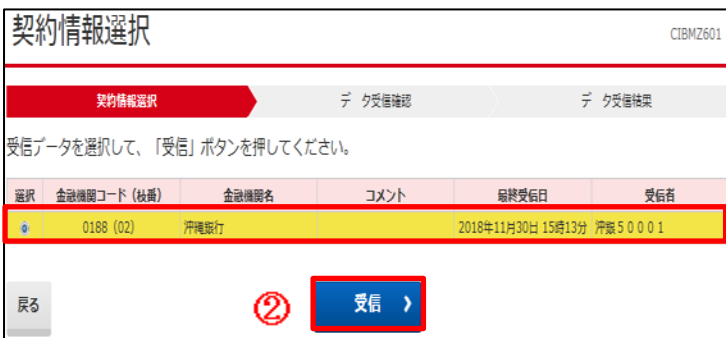 契約情報選択
CIBMZ601
契約情報選択 データ受信確認 データ受信結果
受信データを選択して、「受信」ボタンを押してください。
選択 金融機関コード（枝番） 金融機関名 コメント 最終受信日 受信者
0188 (02) 沖縄銀行 2018年11月30日 15時13分 沖銀５０００１
戻る ② 受信 》